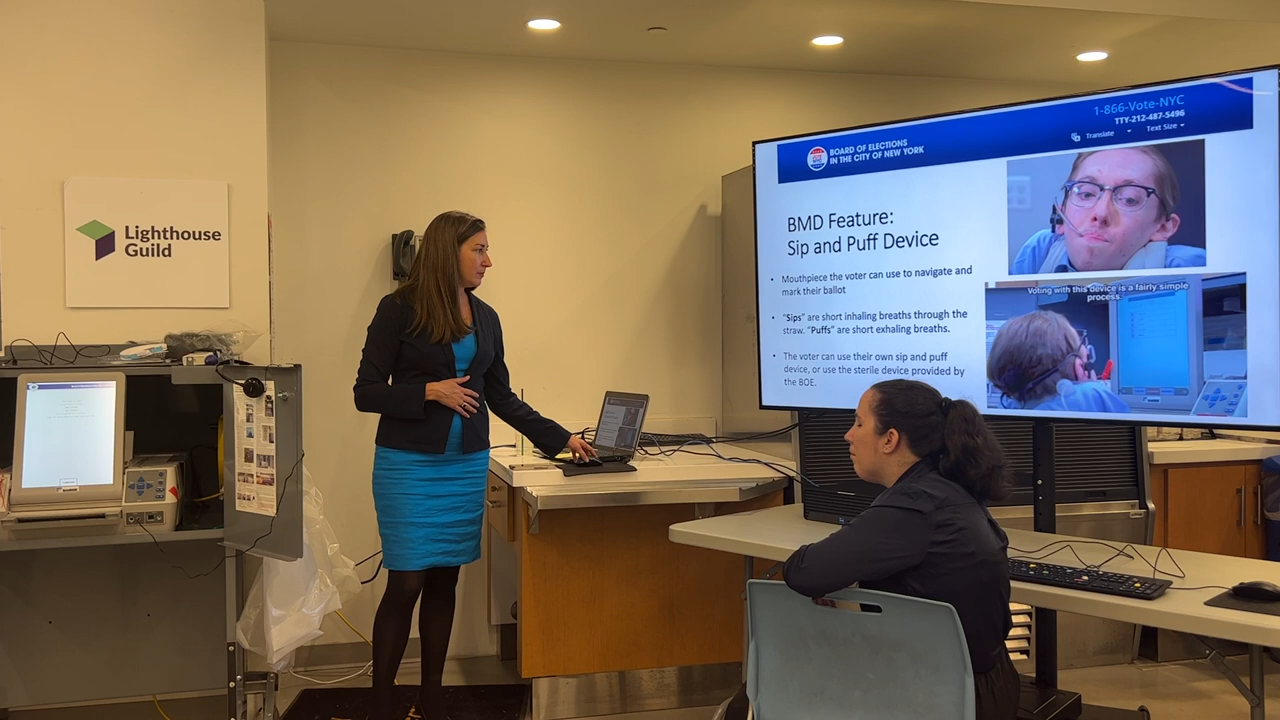 Lighthouse
Guild
1-866-Vote-NYC
TTY-212-487-5496
Translate
Text Size
BOARD OF ELECTIONS
IN THE CITY OF NEW YORK
BMD Feature:
Sip and Puff Device
• Mouthpiece the voter can use to navigate and
mark their ballot
• "Sips" are short inhaling breaths through the
straw. "Puffs" are short exhaling breaths.
• The voter can use their own sip and puff
device, or use the sterile device provided by
the BOE.
Voting with this device is a fairly simple
process.